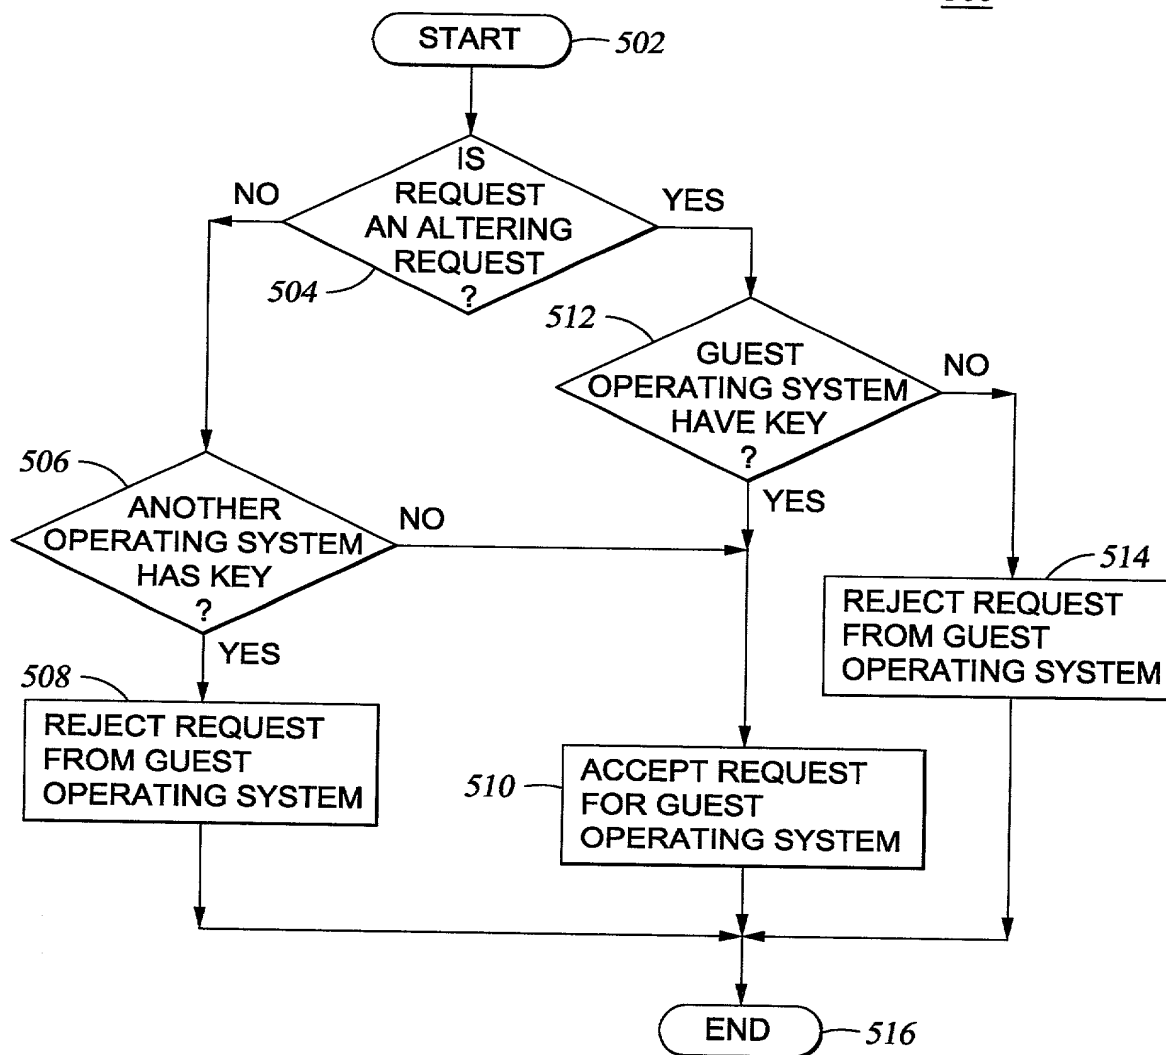 START
502
IS
REQUEST
AN ALTERING
REQUEST
?
NO
YES
504
512
GUEST
OPERATING SYSTEM
HAVE KEY
?
NO
YES
506
ANOTHER
OPERATING SYSTEM
HAS KEY
?
NO
YES
514
REJECT REQUEST
FROM GUEST
OPERATING SYSTEM
508
REJECT REQUEST
FROM GUEST
OPERATING SYSTEM
510
ACCEPT REQUEST
FOR GUEST
OPERATING SYSTEM
END
516